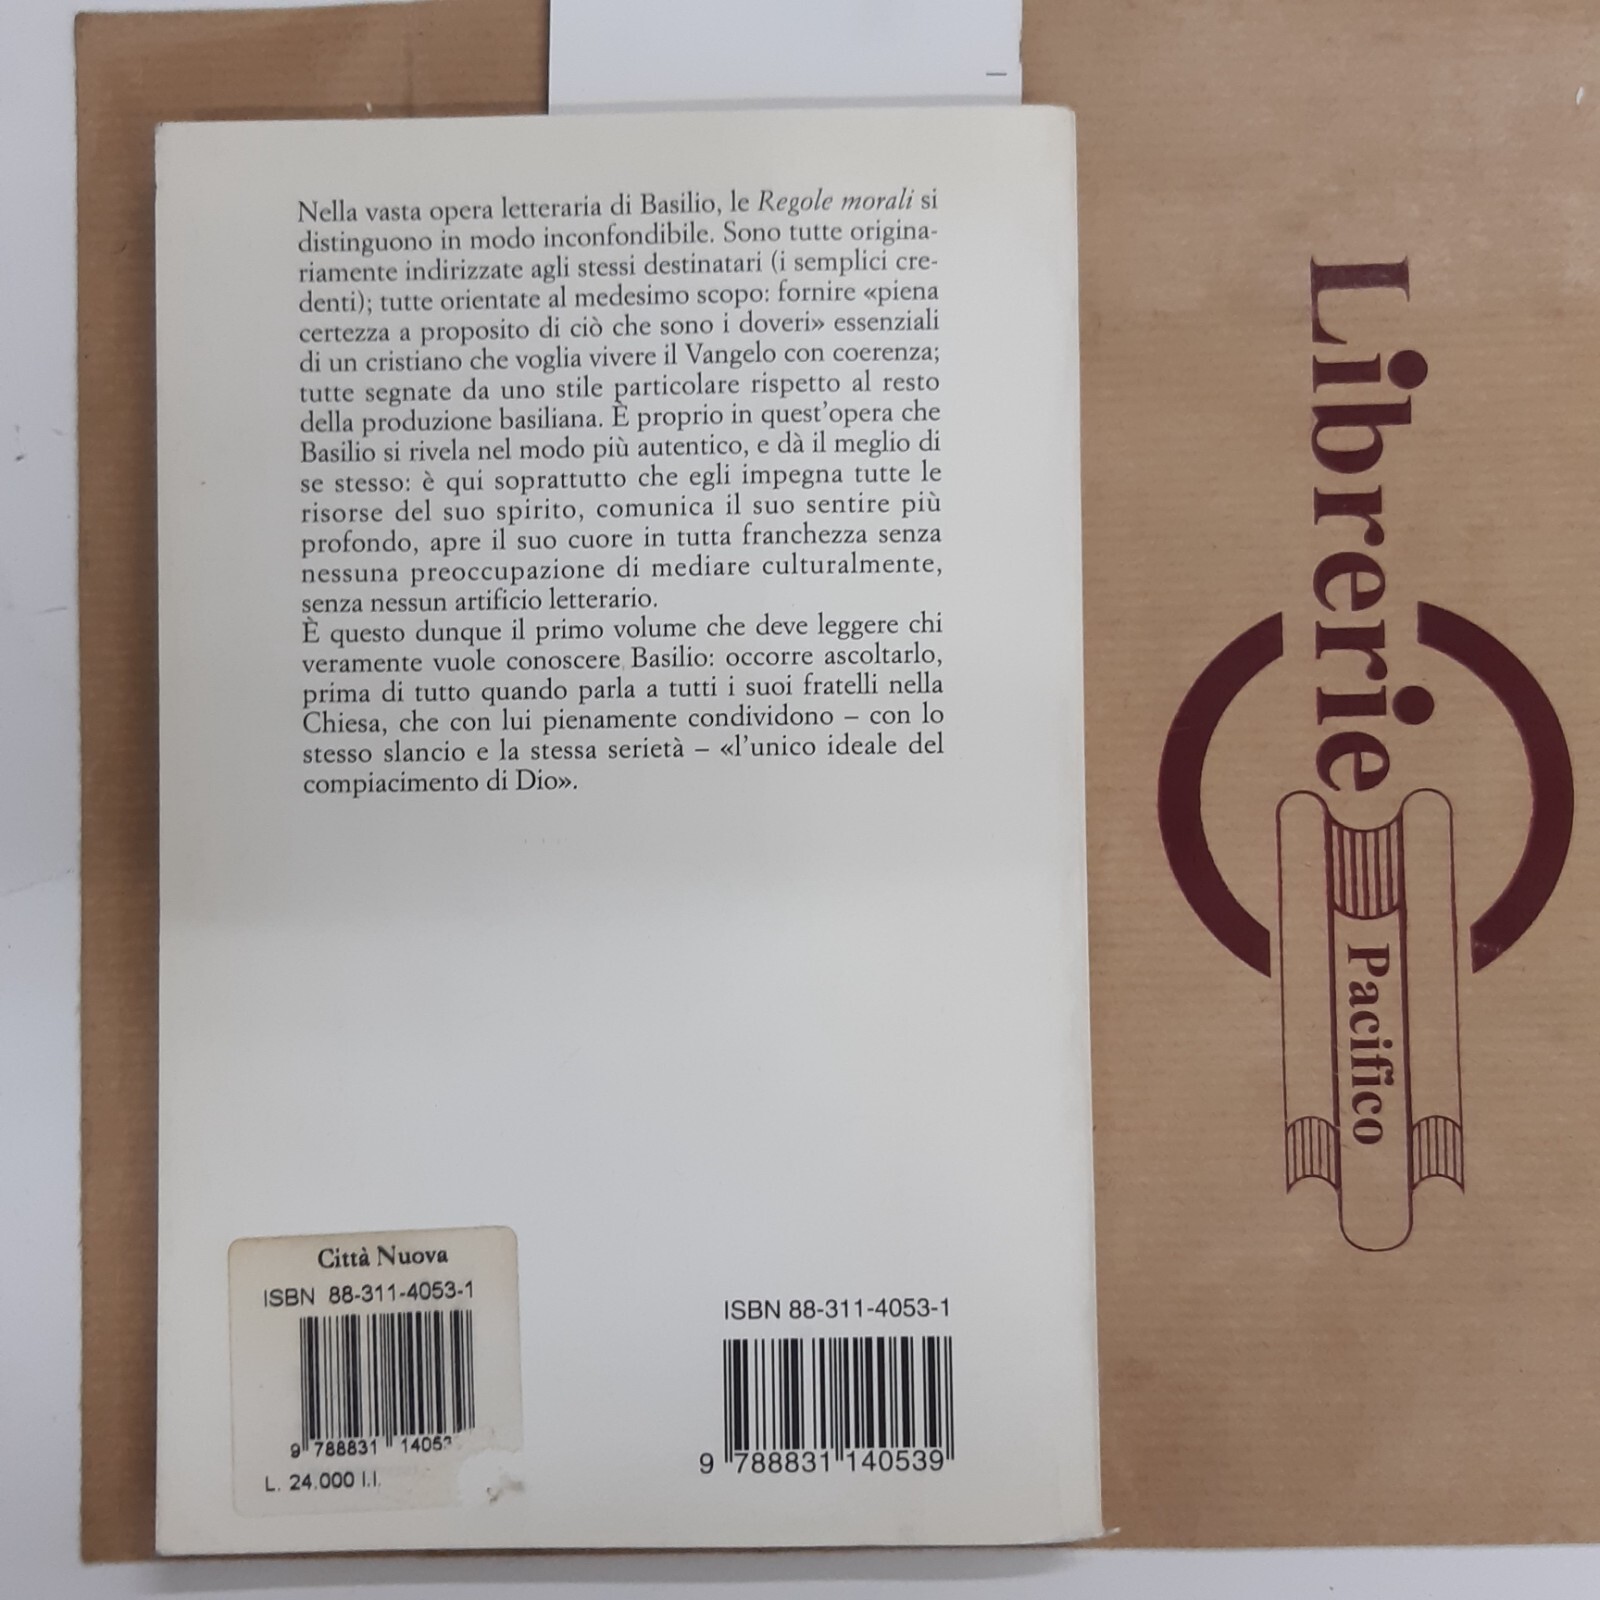 Nella vasta opera letteraria di Basilio, le Regole morali si
distinguono in modo inconfondibile. Sono tutte origina-
riamente indirizzate agli stessi destinatari (i semplici cre-
denti); tutte orientate al medesimo scopo: fornire «piena
certezza a proposito di ciò che sono i doveri» essenziali
di un cristiano che voglia vivere il Vangelo con coerenza;
tutte segnate da uno stile particolare rispetto al resto
della produzione basiliana. È proprio in quest'opera che
Basilio si rivela nel modo più autentico, e dà il meglio di
se stesso: è qui soprattutto che egli impegna tutte le
risorse del suo spirito, comunica il suo sentire più
profondo, apre il suo cuore in tutta franchezza senza
nessuna preoccupazione di mediare culturalmente,
senza nessun artificio letterario.
È questo dunque il primo volume che deve leggere chi
veramente vuole conoscere Basilio: occorre ascoltarlo,
prima di tutto quando parla a tutti i suoi fratelli nella
Chiesa, che con lui pienamente condividono – con lo
stesso slancio e la stessa serietà – «l'unico ideale del
compiacimento di Dio».
Città Nuova
ISBN 88-311-4053-1
9 788831 14053
L. 24.000 I.I.
ISBN 88-311-4053-1
9 788831 140539
Librerie
Pacifico